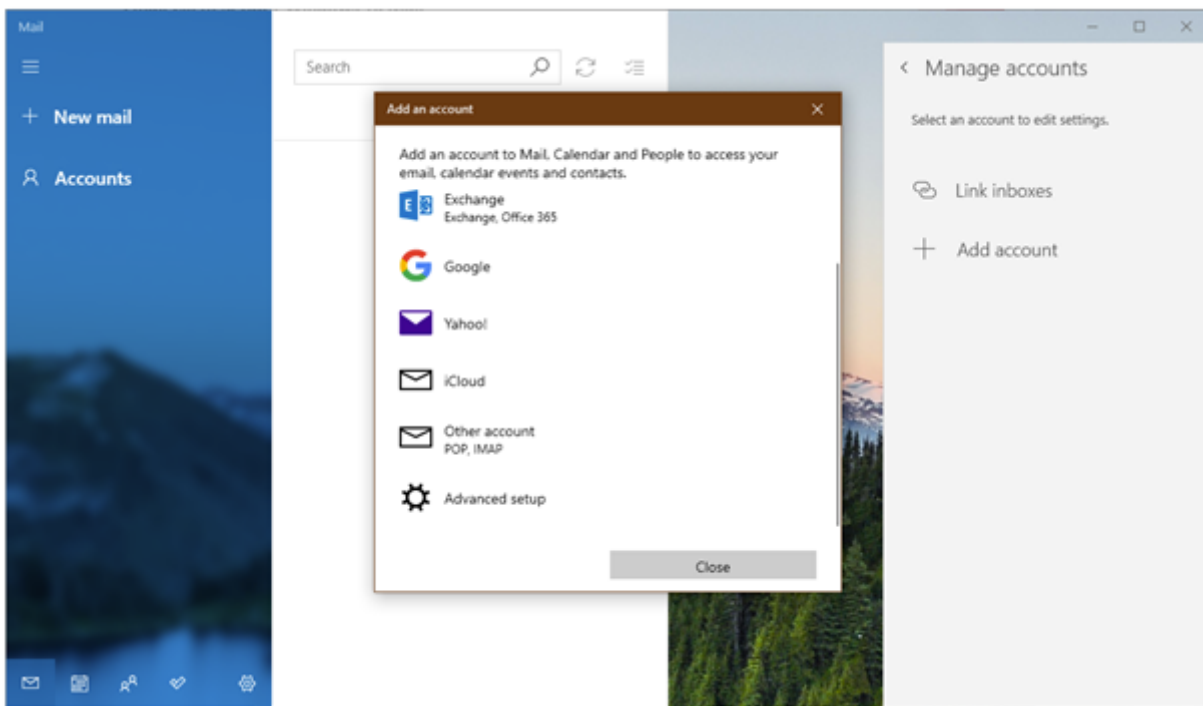 Mail
New mail
Accounts
Search
Add an account
Add an account to Mail, Calendar and People to access your
email, calendar events and contacts.
Exchange
Exchange, Office 365
Google
Yahoo!
iCloud
Other account
POP, IMAP
Advanced setup
Close
Manage accounts
Select an account to edit settings.
Link inboxes
Add account